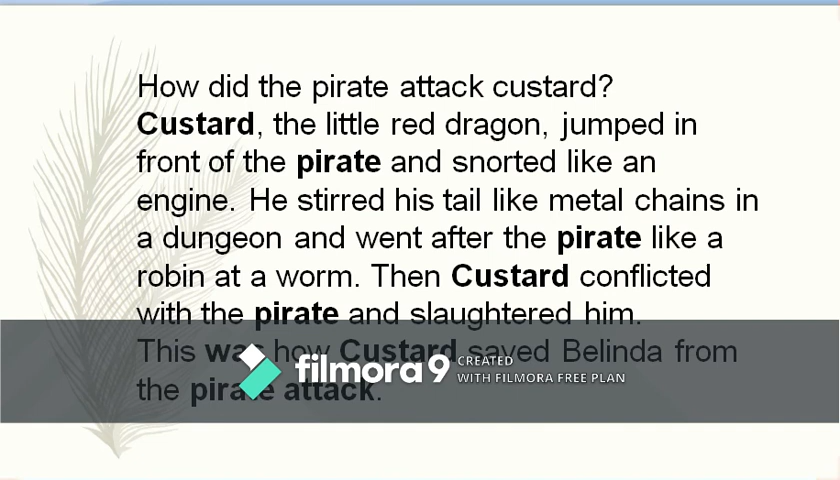 How did the pirate attack custard?
Custard, the little red dragon, jumped in
front of the pirate and snorted like an
engine. He stirred his tail like metal chains in
a dungeon and went after the pirate like a
robin at a worm. Then Custard conflicted
with the pirate and slaughtered him.
This was how Custard saved Belinda from
the pirate attack.
filmora9 CREATED
WITH FILMORA FREE PLAN